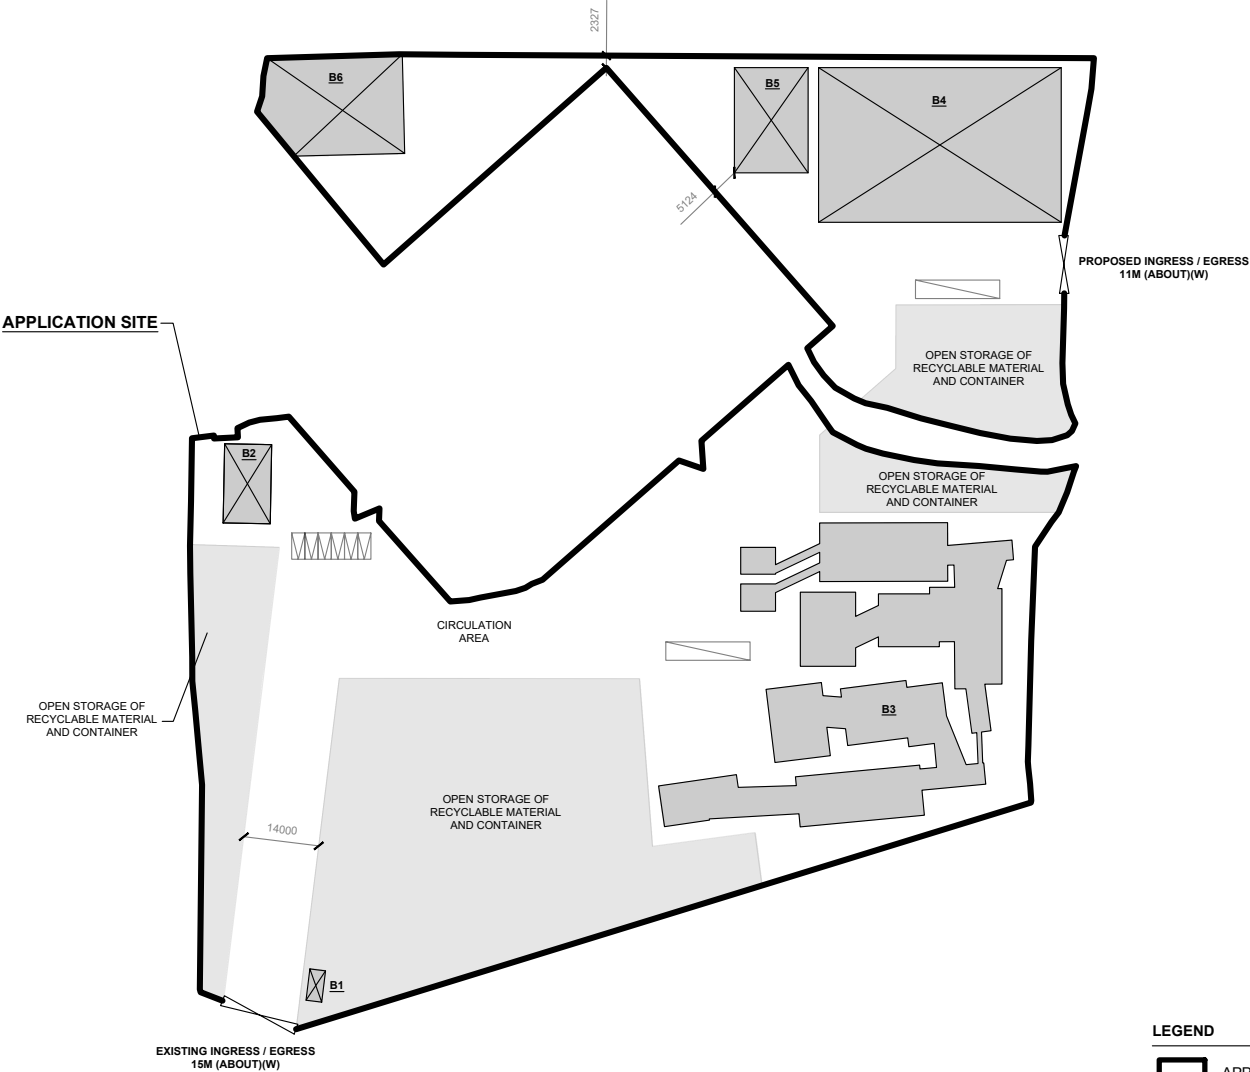 2327
B6
B5
B4
5124
PROPOSED INGRESS / EGRESS
11M (ABOUT)(W)
APPLICATION SITE
OPEN STORAGE OF
RECYCLABLE MATERIAL
AND CONTAINER
B2
OPEN STORAGE OF
RECYCLABLE MATERIAL
AND CONTAINER
CIRCULATION
AREA
OPEN STORAGE OF
RECYCLABLE MATERIAL
AND CONTAINER
B3
OPEN STORAGE OF
RECYCLABLE MATERIAL
AND CONTAINER
14000
B1
LEGEND
EXISTING INGRESS / EGRESS
15M (ABOUT)(W)